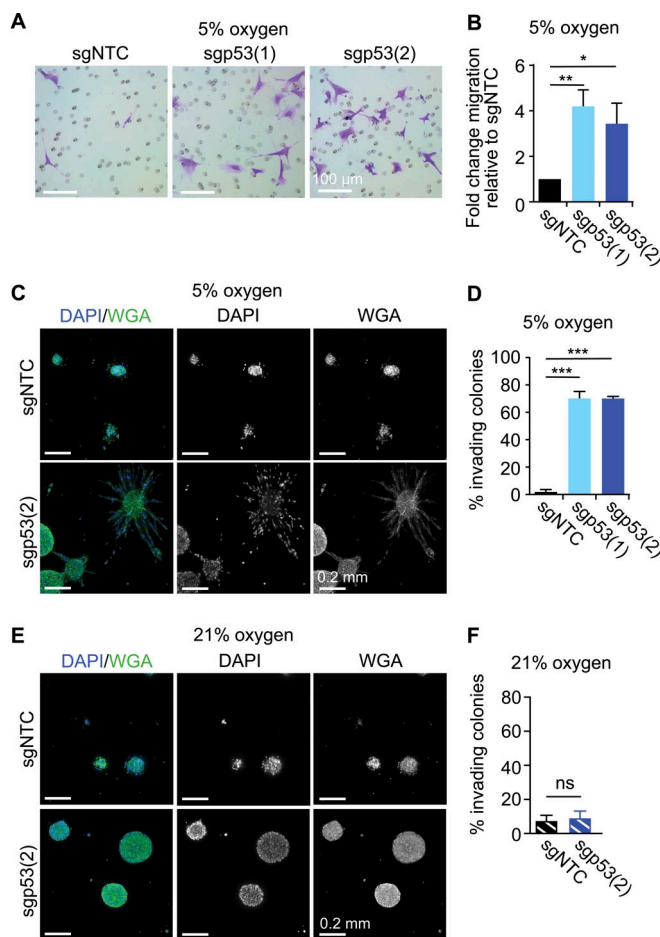 A
5% oxygen
sgNTC
sgp53(1)
sgp53(2)
100 µm
B
5% oxygen
Fold change migration
relative to sgNTC
6
4
2
0
**
*
sgNTC
sgp53(1)
sgp53(2)
C
5% oxygen
DAPI/WGA
DAPI
WGA
sgNTC
sgp53(2)
0.2 mm
D
5% oxygen
% invading colonies
100
80
60
40
20
0
***
***
sgNTC
sgp53(1)
sgp53(2)
E
21% oxygen
DAPI/WGA
DAPI
WGA
sgNTC
sgp53(2)
0.2 mm
F
21% oxygen
% invading colonies
80
60
40
20
0
ns
sgNTC
sgp53(2)